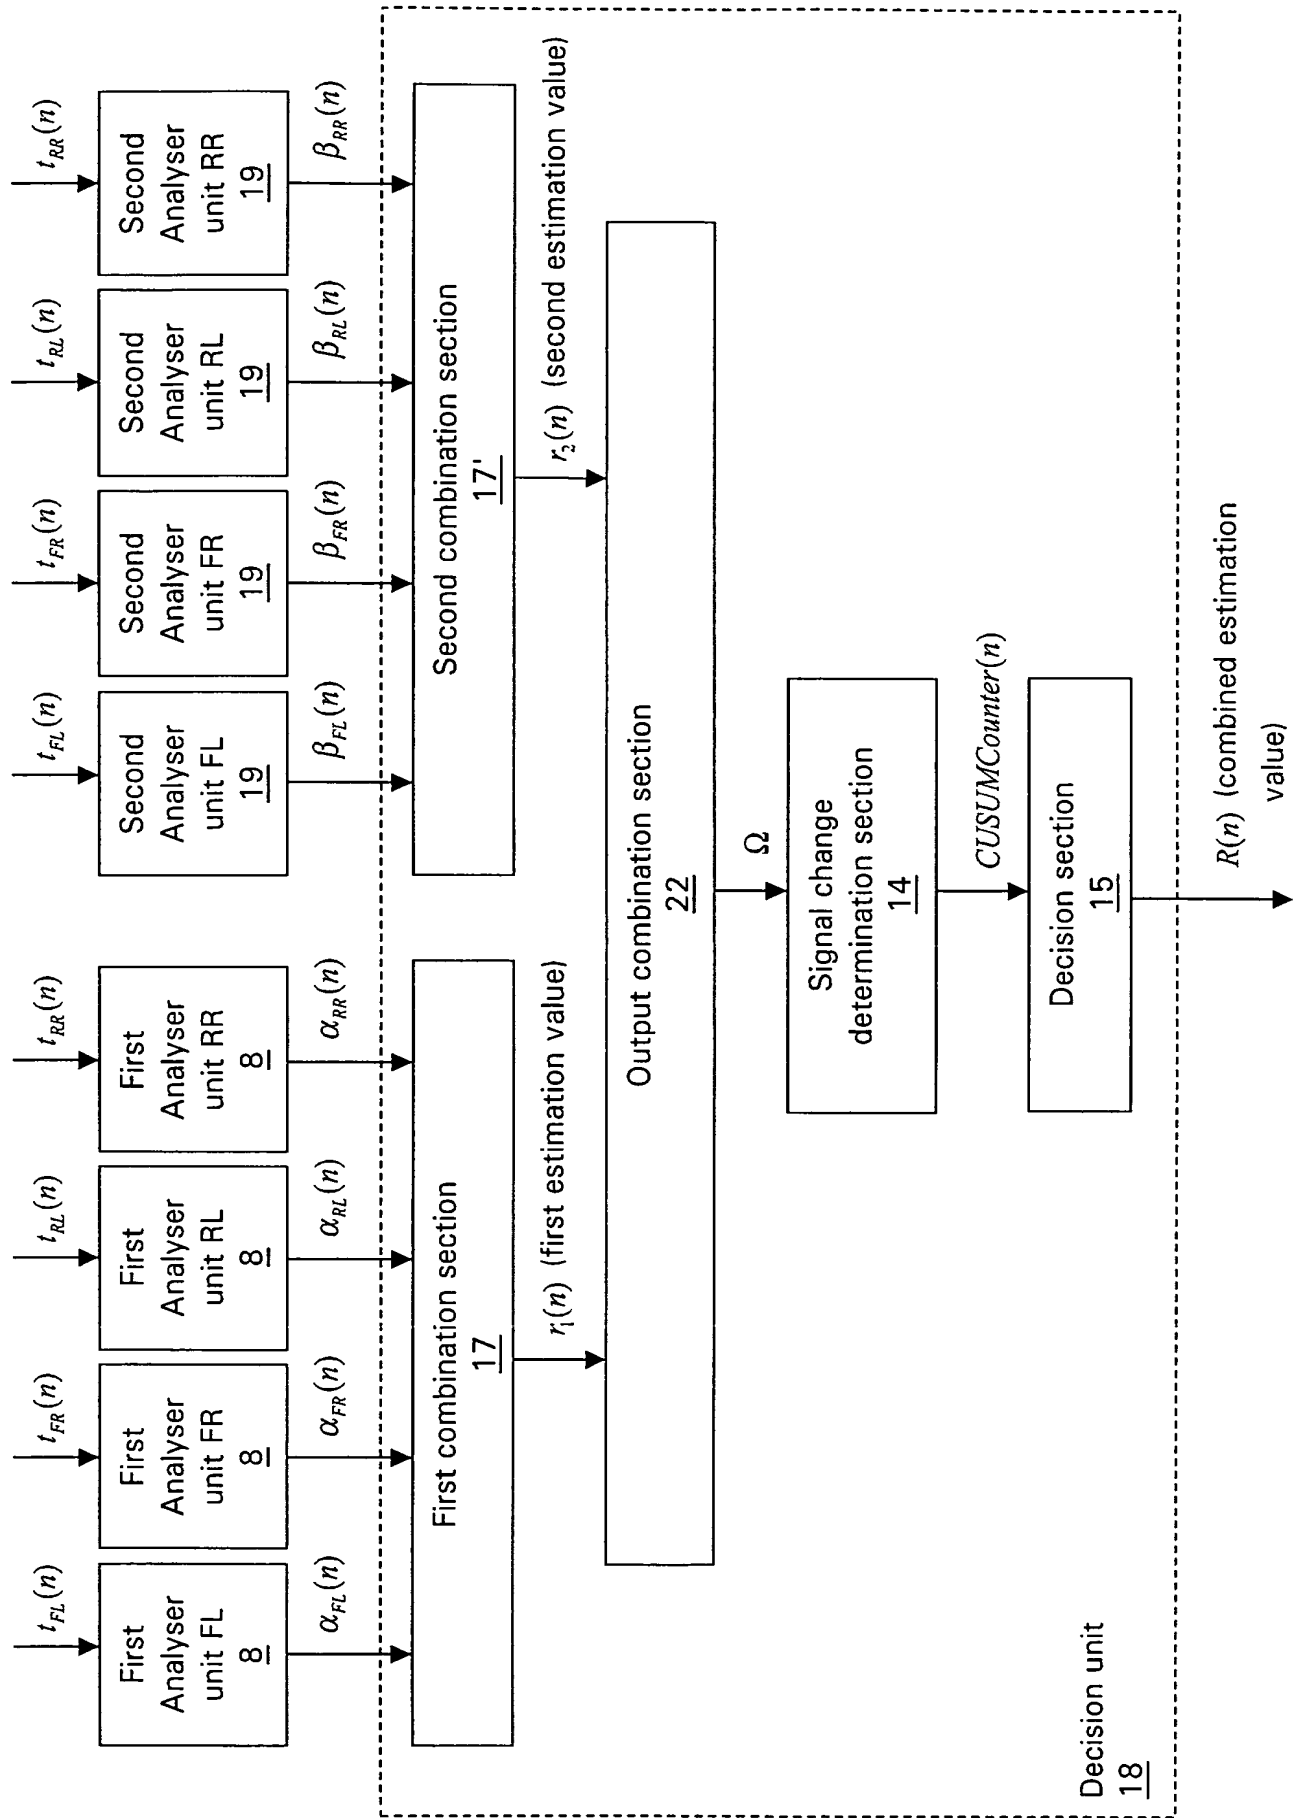 t_FL(n)
t_FR(n)
t_RL(n)
t_RR(n)
t_FL(n)
t_FR(n)
t_RL(n)
t_RR(n)
First
Analyser
unit FL
8
First
Analyser
unit FR
8
First
Analyser
unit RL
8
First
Analyser
unit RR
8
Second
Analyser
unit FL
19
Second
Analyser
unit FR
19
Second
Analyser
unit RL
19
Second
Analyser
unit RR
19
α_FL(n)
α_FR(n)
α_RL(n)
α_RR(n)
β_FL(n)
β_FR(n)
β_RL(n)
β_RR(n)
First combination section
17
Second combination section
17'
r_1(n) (first estimation value)
r_2(n) (second estimation value)
Output combination section
22
Ω
Signal change
determination section
14
CUSUMCounter(n)
Decision section
15
Decision unit
18
R(n) (combined estimation
value)